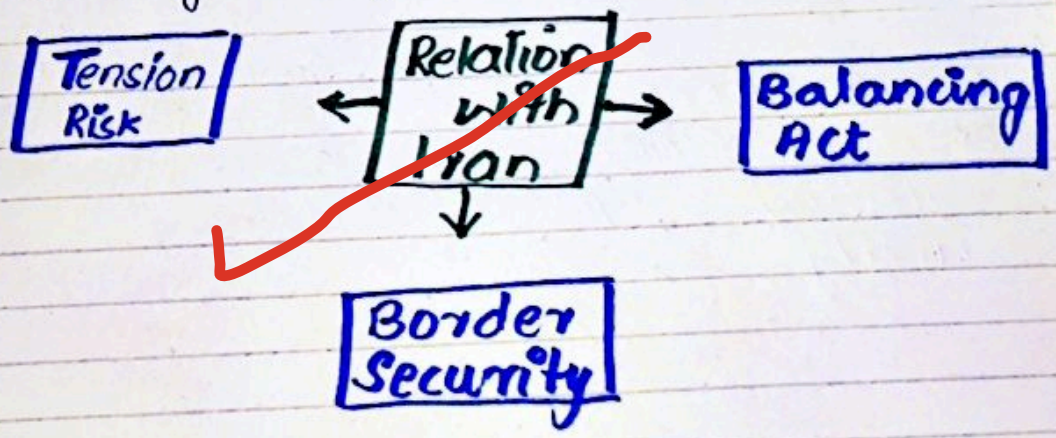 Tension
Risk
Relation
with
Iran
Balancing
Act
Border
Security